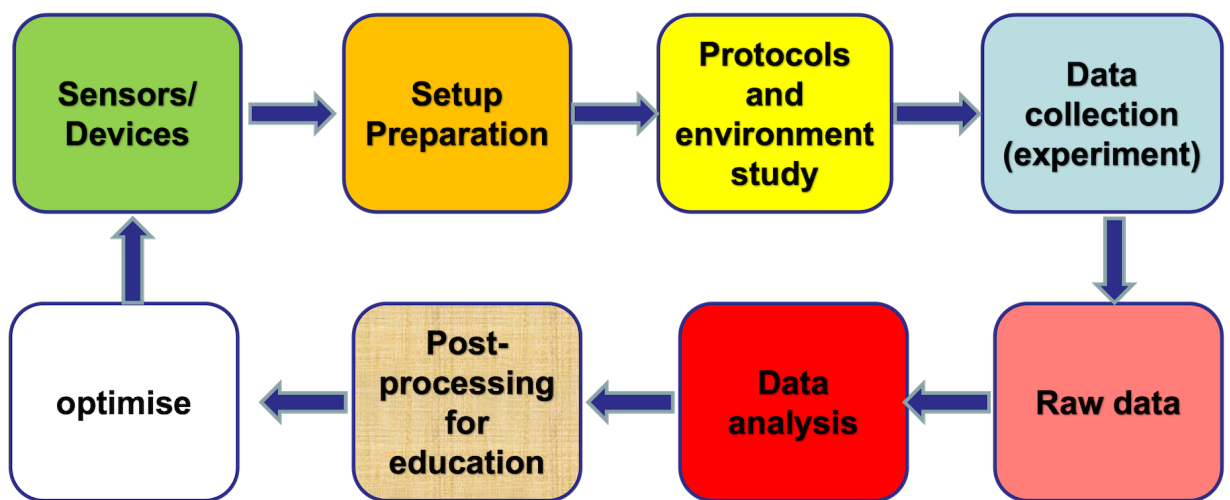 Sensors/
Devices
Setup
Preparation
Protocols
and
environment
study
Data
collection
(experiment)
Raw data
Data
analysis
Post-
processing
for
education
optimise